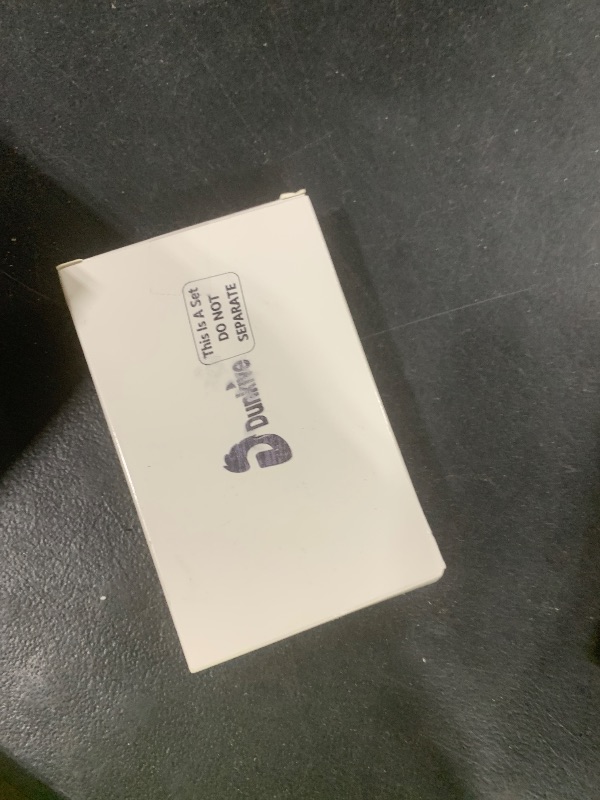 This Is A Set
DO NOT
SEPARATE
Dunkive